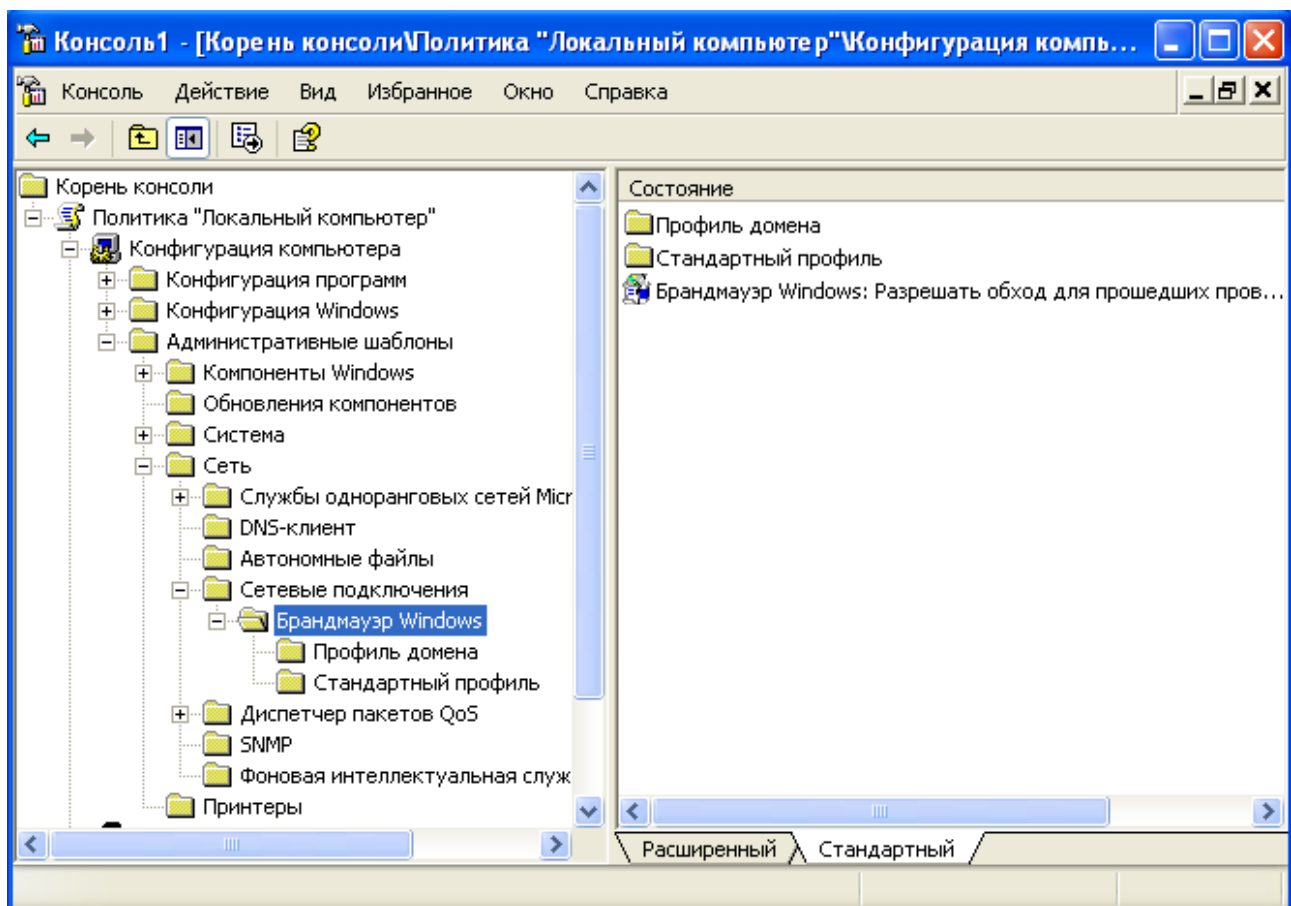 Консоль1 - [Корень консоли\Политика "Локальный компьютер"\Конфигурация компь...
Консоль Действие Вид Избранное Окно Справка
Корень консоли
Политика "Локальный компьютер"
Конфигурация компьютера
Конфигурация программ
Конфигурация Windows
Административные шаблоны
Компоненты Windows
Обновления компонентов
Система
Сеть
Службы одноранговых сетей Micr
DNS-клиент
Автономные файлы
Сетевые подключения
Брандмауэр Windows
Профиль домена
Стандартный профиль
Диспетчер пакетов QoS
SNMP
Фоновая интеллектуальная служ
Принтеры
Состояние
Профиль домена
Стандартный профиль
Брандмауэр Windows: Разрешать обход для прошедших пров...
Расширенный Стандартный